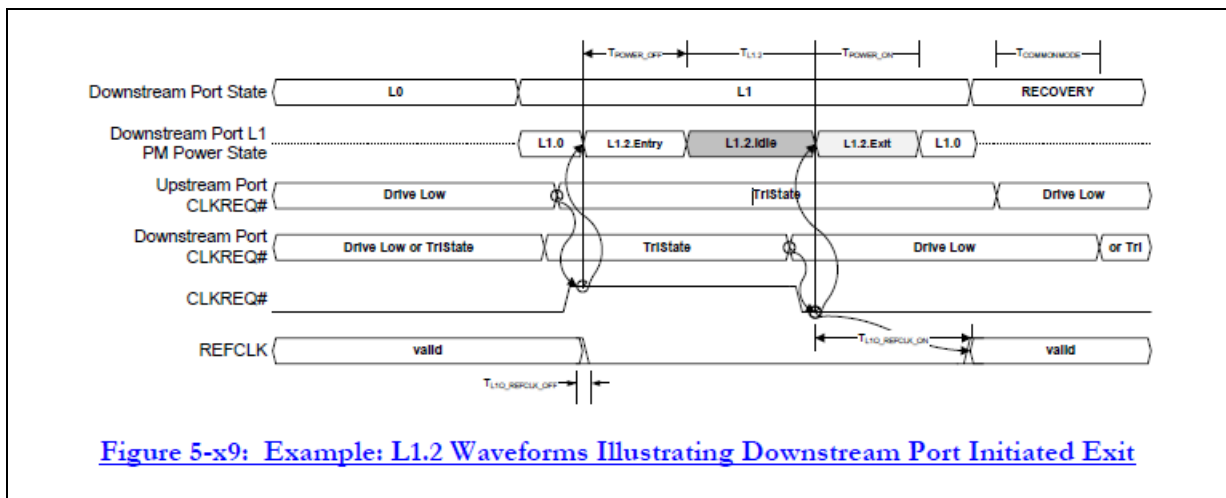 TPOWER_OFF TL1.2 TPOWER_ON TCOMMONMODE
Downstream Port State L0 L1 RECOVERY
Downstream Port L1
PM Power State L1.0 L1.2.Entry L1.2.Idle L1.2.Exit L1.0
Upstream Port
CLKREQ# Drive Low TriState Drive Low
Downstream Port
CLKREQ# Drive Low or TriState TriState Drive Low or Tri
CLKREQ#
TL1O_REFCLK_ON
REFCLK valid valid
TL1O_REFCLK_OFF
Figure 5-x9: Example: L1.2 Waveforms Illustrating Downstream Port Initiated Exit